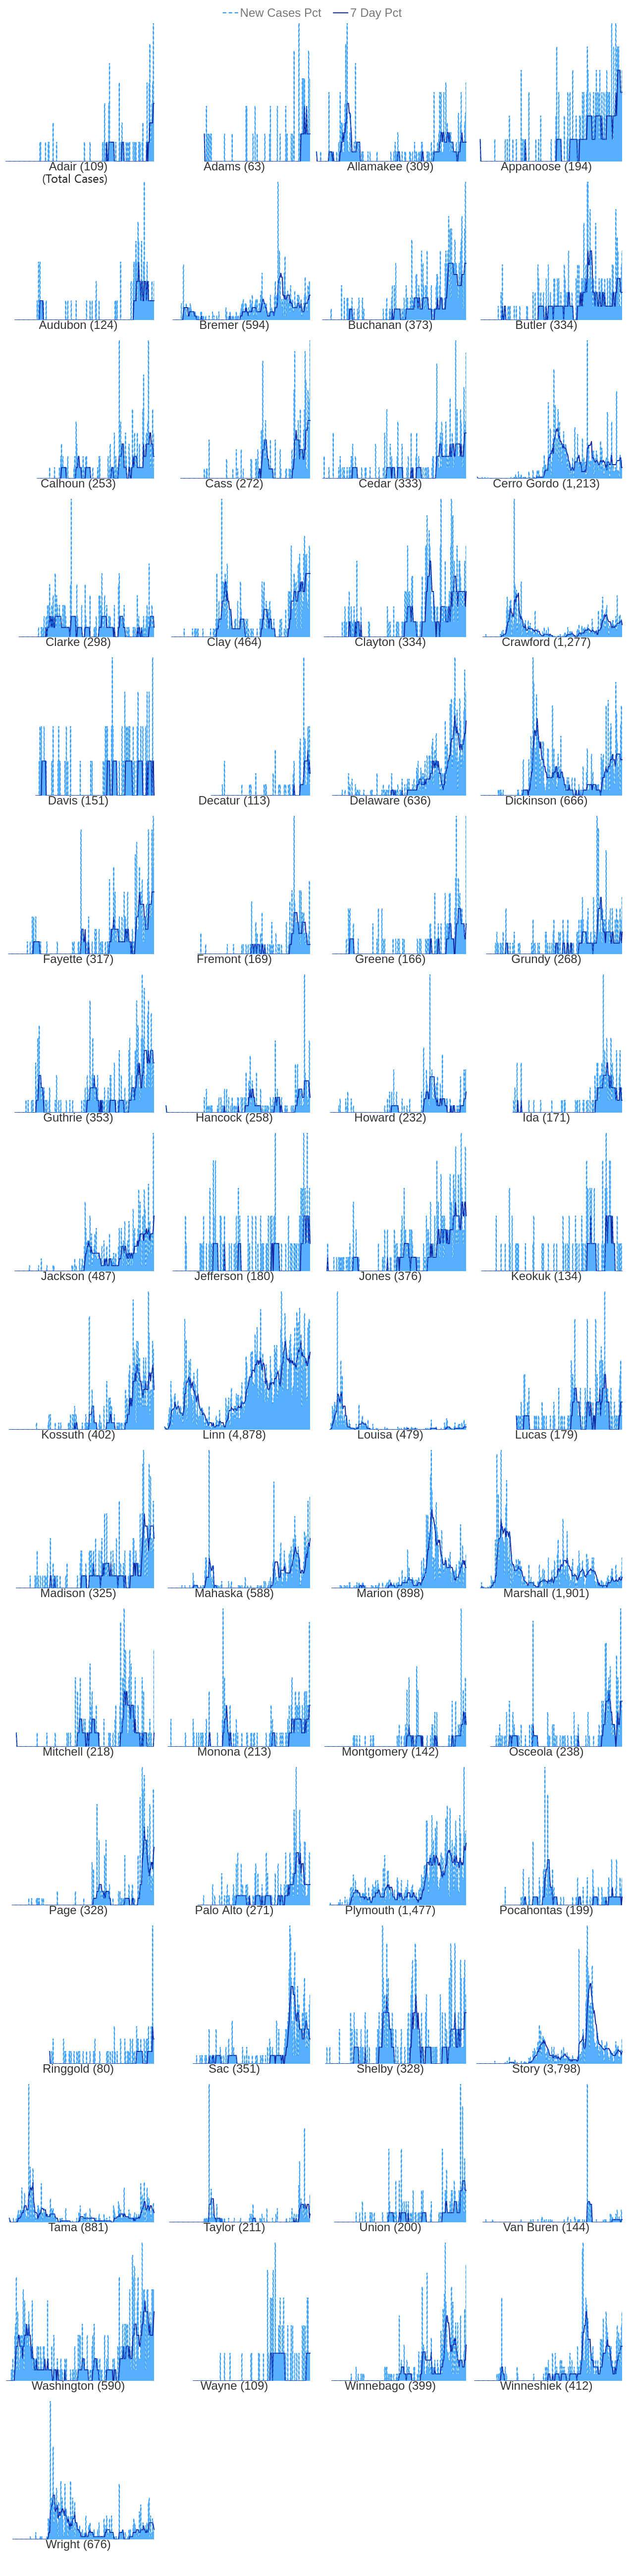 New Cases Pct 7 Day Pct
Adair (109) Adams (63) Allamakee (309) Appanoose (194)
(Total Cases)
Audubon (124) Bremer (594) Buchanan (373) Butler (334)
Calhoun (253) Cass (272) Cedar (333) Cerro Gordo (1,213)
Clarke (298) Clay (464) Clayton (334) Crawford (1,277)
Davis (151) Decatur (113) Delaware (636) Dickinson (666)
Fayette (317) Fremont (169) Greene (166) Grundy (268)
Guthrie (353) Hancock (258) Howard (232) Ida (171)
Jackson (487) Jefferson (180) Jones (376) Keokuk (134)
Kossuth (402) Linn (4,878) Louisa (479) Lucas (179)
Madison (325) Mahaska (588) Marion (898) Marshall (1,901)
Mitchell (218) Monona (213) Montgomery (142) Osceola (238)
Page (328) Palo Alto (271) Plymouth (1,477) Pocahontas (199)
Ringgold (80) Sac (351) Shelby (328) Story (3,798)
Tama (881) Taylor (211) Union (200) Van Buren (144)
Washington (590) Wayne (109) Winnebago (399) Winneshiek (412)
Wright (676)